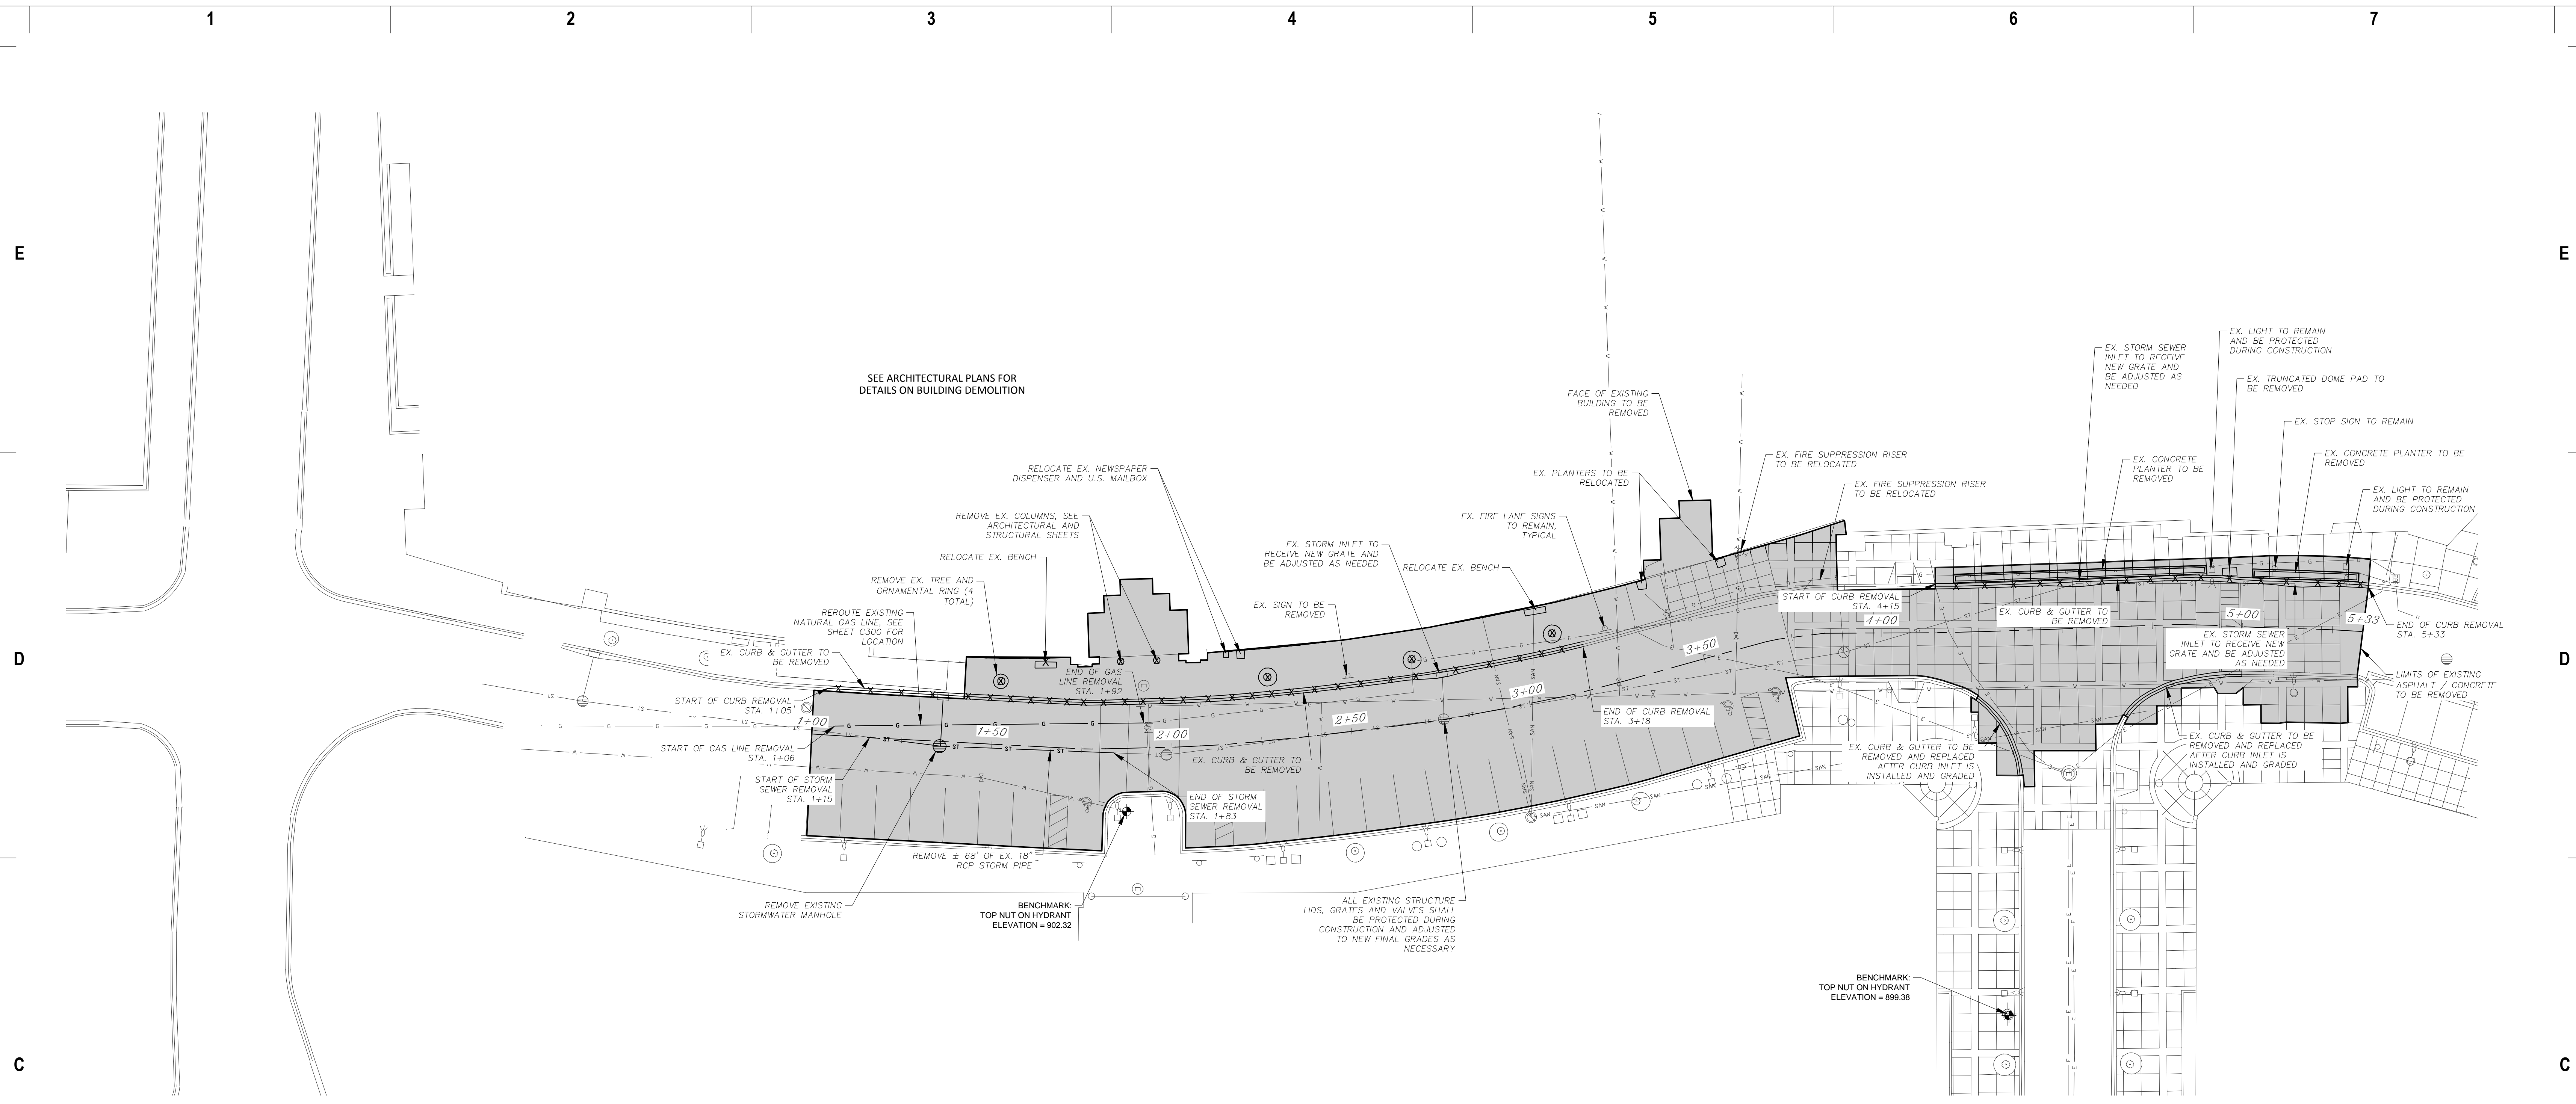 1
2
3
4
5
6
7
E
E
D
D
C
C
SEE ARCHITECTURAL PLANS FOR
DETAILS ON BUILDING DEMOLITION
EX. STORM SEWER
INLET TO RECEIVE
NEW GRATE AND
BE ADJUSTED AS
NEEDED
EX. LIGHT TO REMAIN
AND BE PROTECTED
DURING CONSTRUCTION
EX. TRUNCATED DOME PAD TO
BE REMOVED
EX. STOP SIGN TO REMAIN
EX. CONCRETE PLANTER TO BE
REMOVED
EX. LIGHT TO REMAIN
AND BE PROTECTED
DURING CONSTRUCTION
EX. CONCRETE
PLANTER TO BE
REMOVED
FACE OF EXISTING
BUILDING TO BE
REMOVED
EX. FIRE SUPPRESSION RISER
TO BE RELOCATED
EX. FIRE SUPPRESSION RISER
TO BE RELOCATED
EX. PLANTERS TO BE
RELOCATED
EX. FIRE LANE SIGNS
TO REMAIN,
TYPICAL
RELOCATE EX. NEWSPAPER
DISPENSER AND U.S. MAILBOX
REMOVE EX. COLUMNS, SEE
ARCHITECTURAL AND
STRUCTURAL SHEETS
RELOCATE EX. BENCH
REMOVE EX. TREE AND
ORNAMENTAL RING (4
TOTAL)
REROUTE EXISTING
NATURAL GAS LINE, SEE
SHEET C300 FOR
LOCATION
EX. CURB & GUTTER TO
BE REMOVED
EX. STORM INLET TO
RECEIVE NEW GRATE AND
BE ADJUSTED AS NEEDED
RELOCATE EX. BENCH
EX. SIGN TO BE
REMOVED
START OF CURB REMOVAL
STA. 4+15
EX. CURB & GUTTER TO
BE REMOVED
EX. STORM SEWER
INLET TO RECEIVE NEW
GRATE AND BE ADJUSTED
AS NEEDED
END OF CURB REMOVAL
STA. 5+33
LIMITS OF EXISTING
ASPHALT / CONCRETE
TO BE REMOVED
END OF GAS
LINE REMOVAL
STA. 1+92
START OF CURB REMOVAL
STA. 1+05
1+00
1+50
2+00
2+50
3+00
3+50
4+00
5+00
5+33
START OF GAS LINE REMOVAL
STA. 1+06
START OF STORM
SEWER REMOVAL
STA. 1+15
EX. CURB & GUTTER TO
BE REMOVED
END OF CURB REMOVAL
STA. 3+18
END OF STORM
SEWER REMOVAL
STA. 1+83
EX. CURB & GUTTER TO BE
REMOVED AND REPLACED
AFTER CURB INLET IS
INSTALLED AND GRADED
EX. CURB & GUTTER TO BE
REMOVED AND REPLACED
AFTER CURB INLET IS
INSTALLED AND GRADED
REMOVE ± 68' OF EX. 18"
RCP STORM PIPE
REMOVE EXISTING
STORMWATER MANHOLE
BENCHMARK:
TOP NUT ON HYDRANT
ELEVATION = 902.32
ALL EXISTING STRUCTURE
LIDS, GRATES AND VALVES SHALL
BE PROTECTED DURING
CONSTRUCTION AND ADJUSTED
TO NEW FINAL GRADES AS
NECESSARY
BENCHMARK:
TOP NUT ON HYDRANT
ELEVATION = 899.38